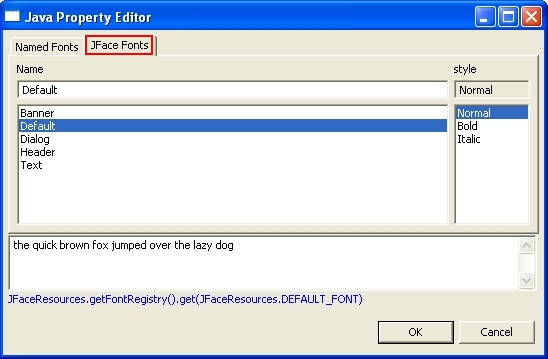 Java Property Editor
Named Fonts JFace Fonts
Name style
Default Normal
Banner Normal
Default Bold
Dialog Italic
Header
Text
the quick brown fox jumped over the lazy dog
JFaceResources.getFontRegistry().get(JFaceResources.DEFAULT_FONT)
OK Cancel